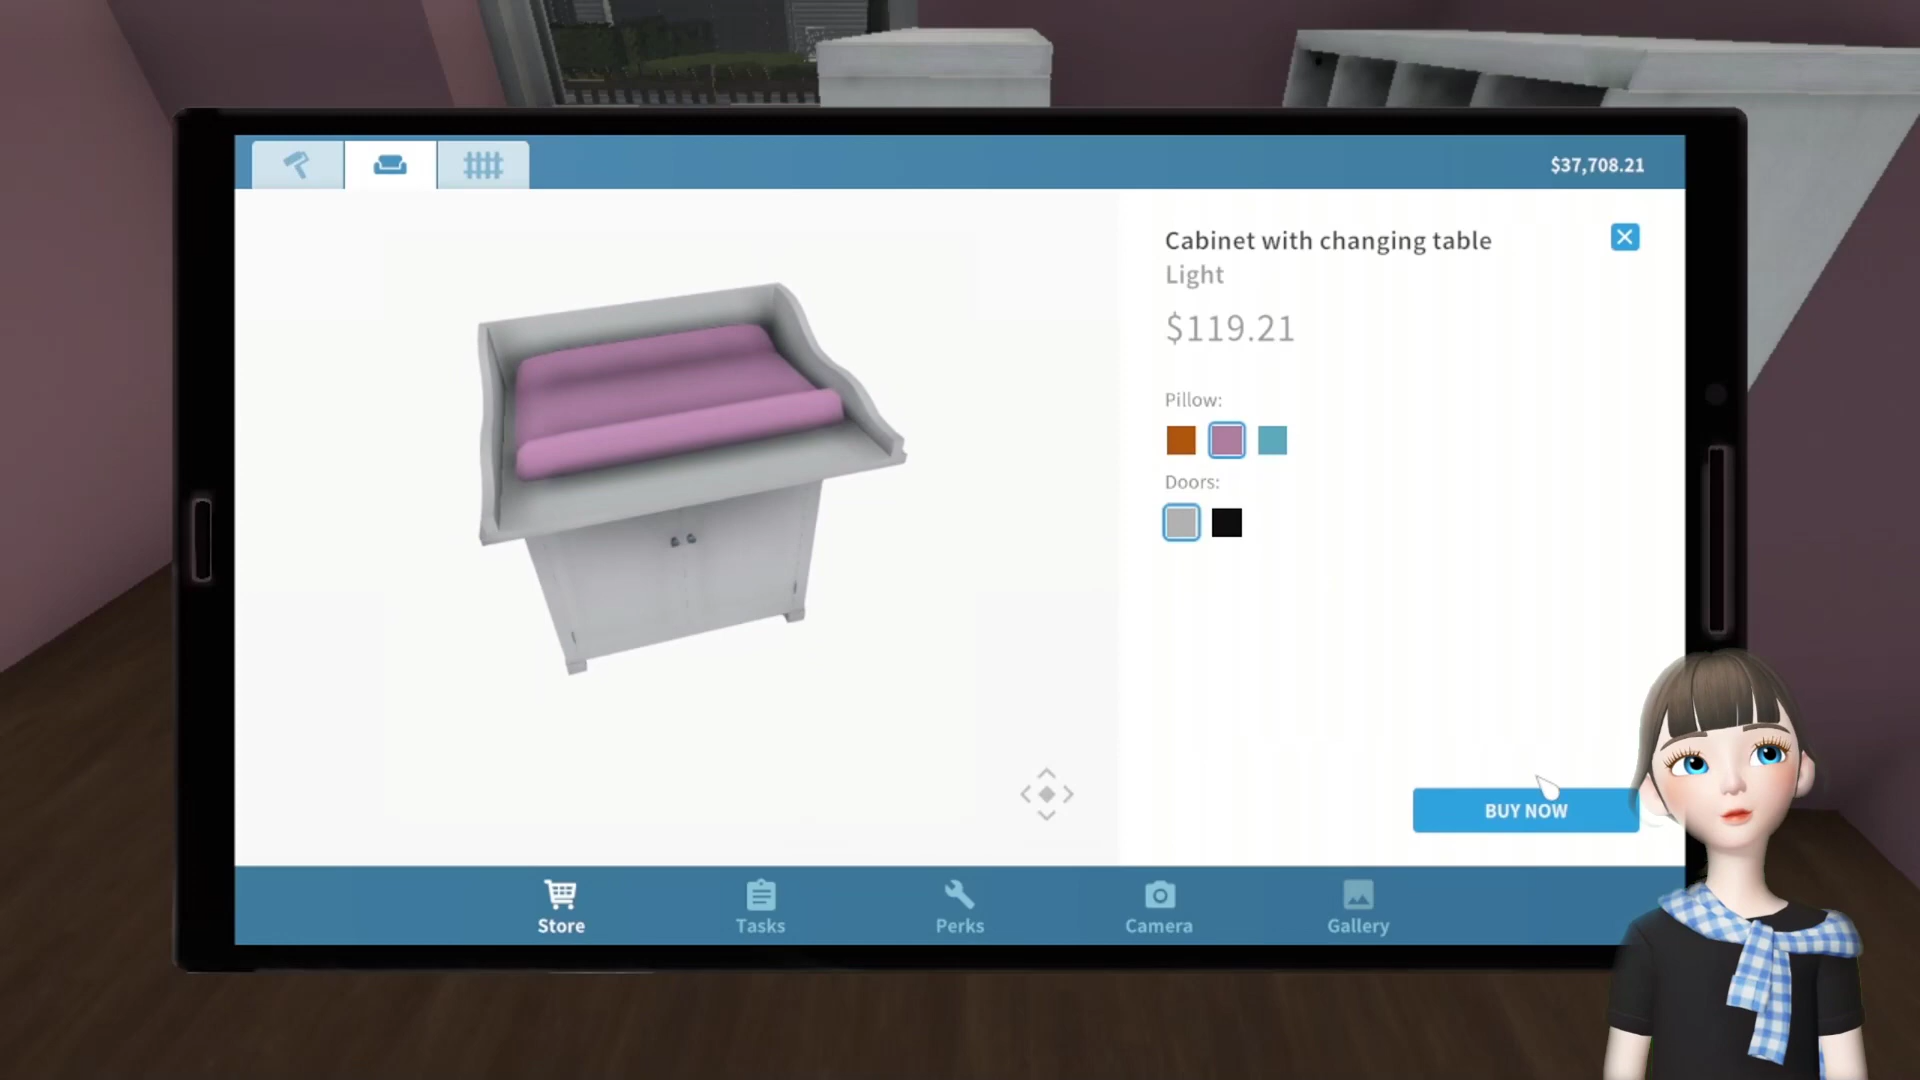 $37,708.21
Cabinet with changing table
Light
$119.21
Pillow:
Doors:
BUY NOW
Store
Tasks
Perks
Camera
Gallery